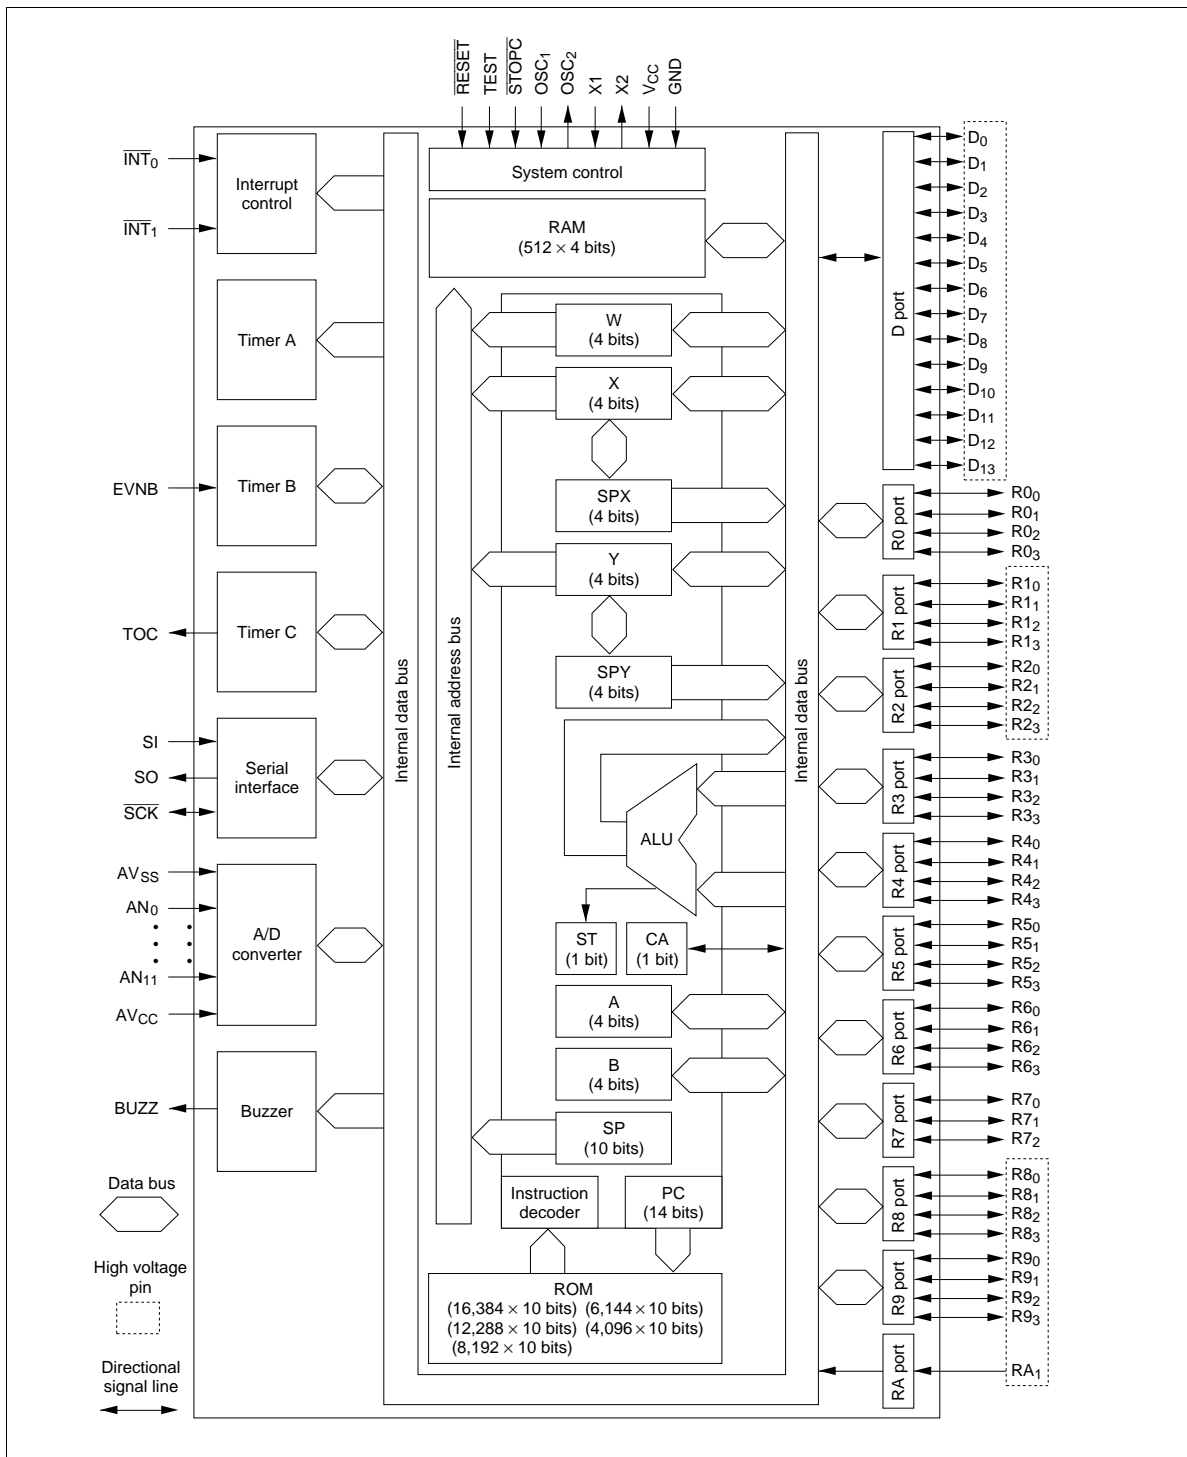 RESET
TEST
STOPC
OSC1
OSC2
X1
X2
VCC
GND
INT0
INT1
Interrupt
control
Timer A
EVNB
Timer B
TOC
Timer C
SI
SO
SCK
Serial
interface
AVSS
AN0
AN11
AVCC
A/D
converter
BUZZ
Buzzer
Data bus
High voltage
pin
Directional
signal line
Internal data bus
Internal address bus
System control
RAM
(512 × 4 bits)
W
(4 bits)
X
(4 bits)
SPX
(4 bits)
Y
(4 bits)
SPY
(4 bits)
ALU
ST
(1 bit)
CA
(1 bit)
A
(4 bits)
B
(4 bits)
SP
(10 bits)
Instruction
decoder
PC
(14 bits)
ROM
(16,384 × 10 bits) (6,144 × 10 bits)
(12,288 × 10 bits) (4,096 × 10 bits)
(8,192 × 10 bits)
Internal data bus
D port
D0
D1
D2
D3
D4
D5
D6
D7
D8
D9
D10
D11
D12
D13
R0 port
R00
R01
R02
R03
R1 port
R10
R11
R12
R13
R2 port
R20
R21
R22
R23
R3 port
R30
R31
R32
R33
R4 port
R40
R41
R42
R43
R5 port
R50
R51
R52
R53
R6 port
R60
R61
R62
R63
R7 port
R70
R71
R72
R8 port
R80
R81
R82
R83
R9 port
R90
R91
R92
R93
RA port
RA1